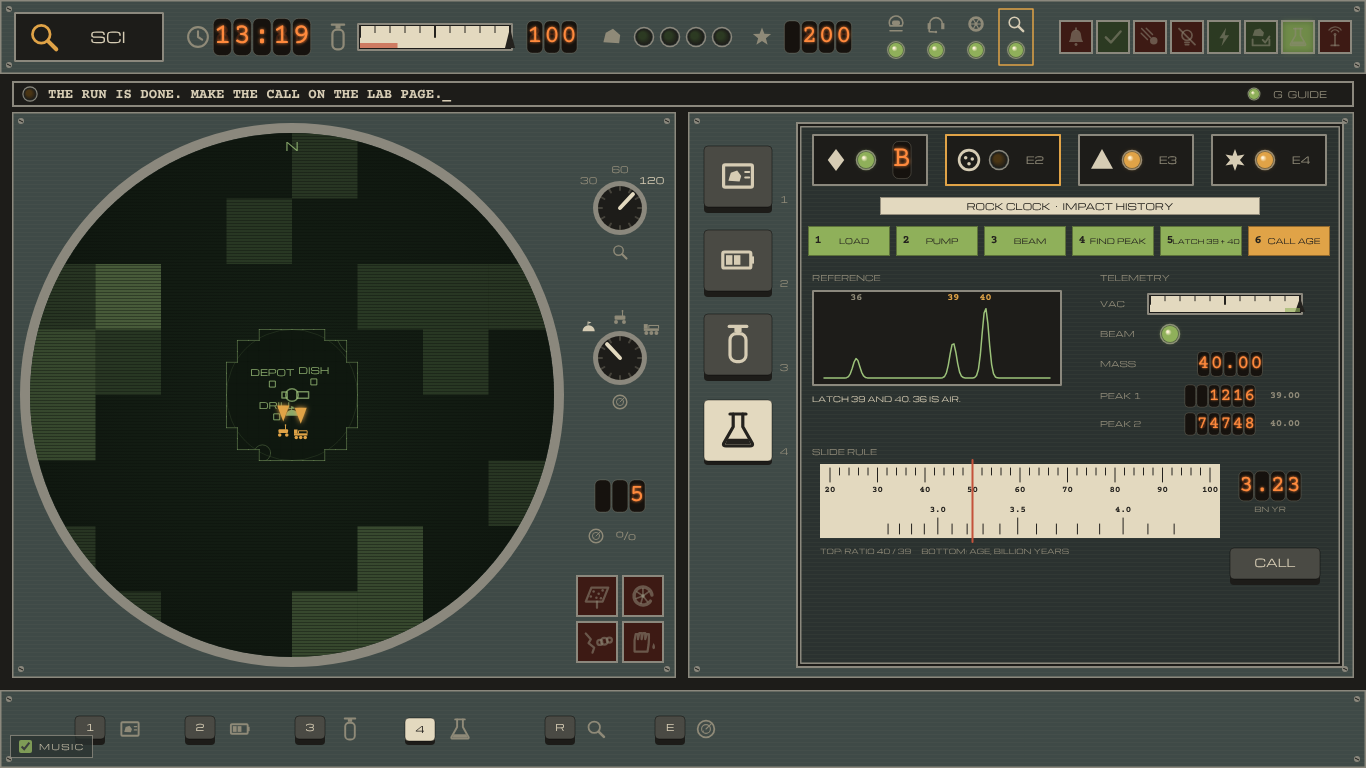 SCI
13:19
100
200
THE RUN IS DONE. MAKE THE CALL ON THE LAB PAGE._
G GUIDE
N
30 60 120
DEPOT DISH
5
%
1
2
3
4
B
E2
E3
E4
ROCK CLOCK · IMPACT HISTORY
1 LOAD
2 PUMP
3 BEAM
4 FIND PEAK
5 LATCH 39 + 40
6 CALL AGE
REFERENCE
36 39 40
LATCH 39 AND 40. 36 IS AIR.
TELEMETRY
VAC
BEAM
MASS 40.00
PEAK 1 1216 39.00
PEAK 2 74748 40.00
SLIDE RULE
20 30 40 50 60 70 80 90 100
3.0 3.5 4.0
TOP: RATIO 40 / 39 BOTTOM: AGE, BILLION YEARS
3.23
BN YR
CALL
1
2
3
4
R
E
MUSIC